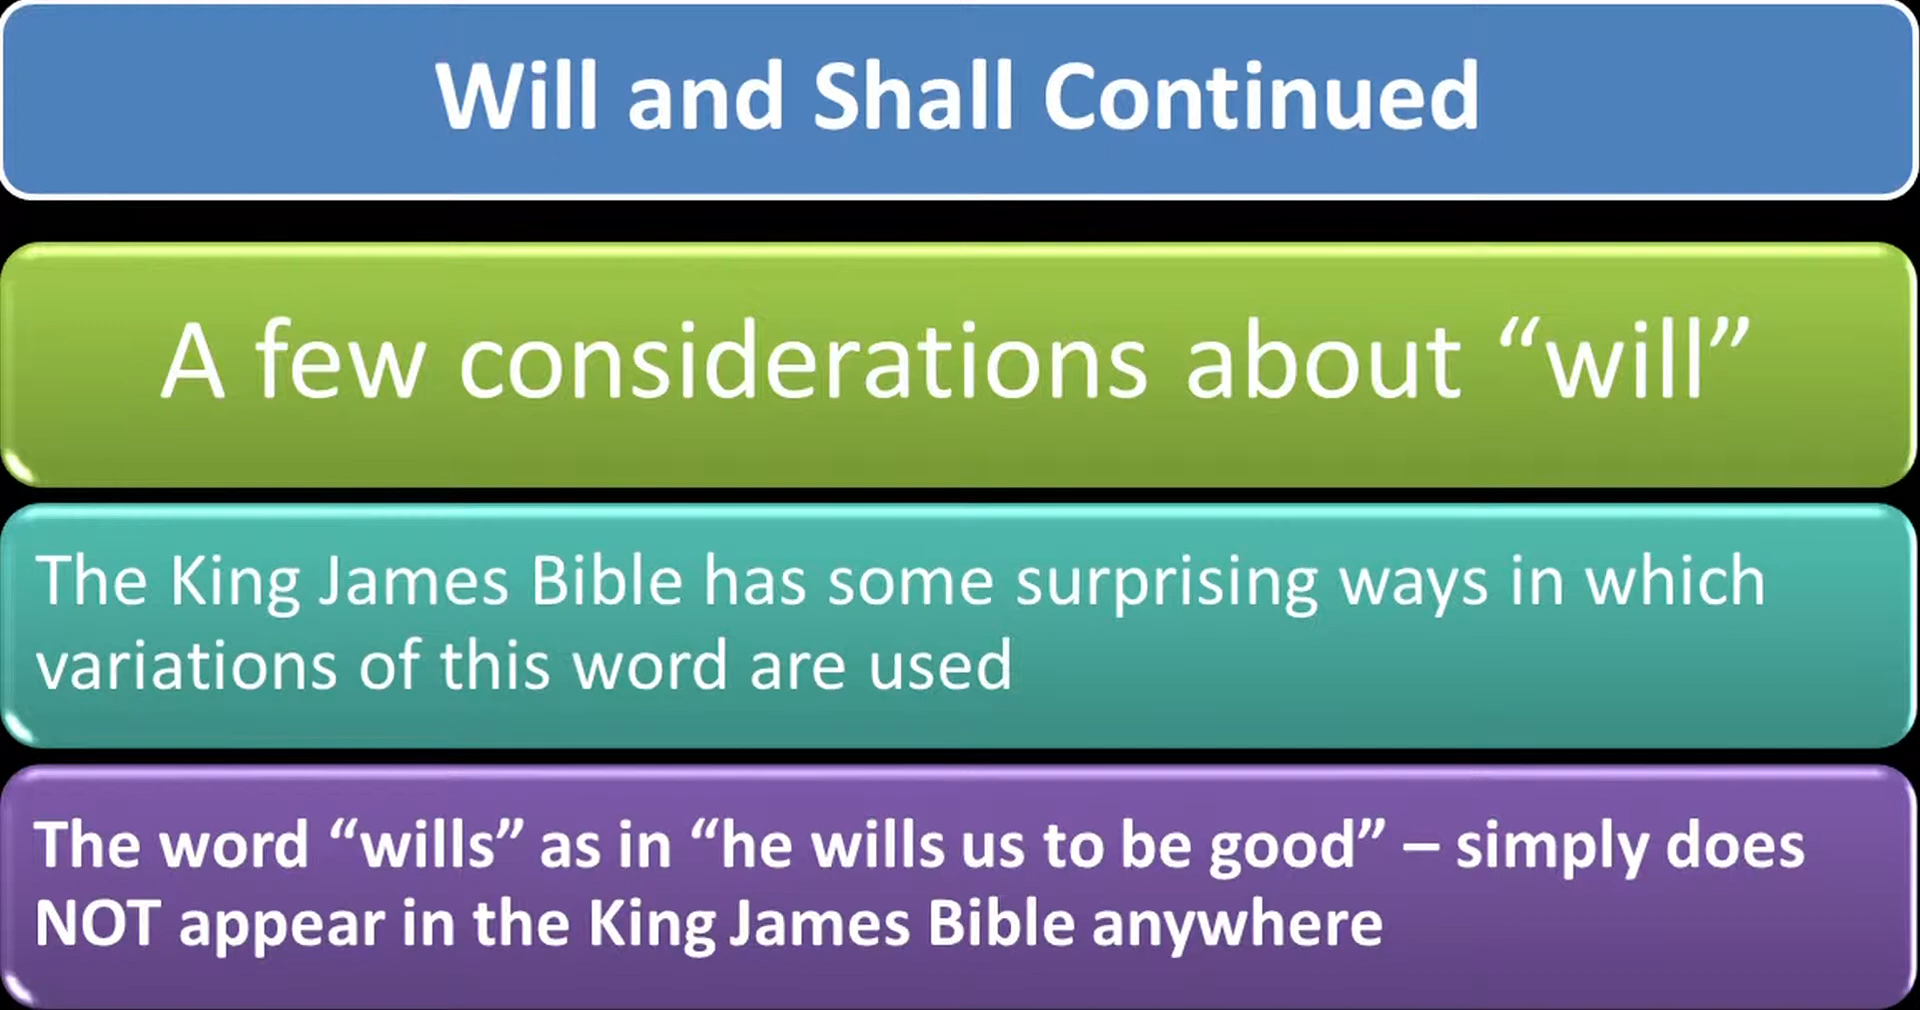 Will and Shall Continued
A few considerations about “will”
The King James Bible has some surprising ways in which
variations of this word are used
The word “wills” as in “he wills us to be good” – simply does
NOT appear in the King James Bible anywhere